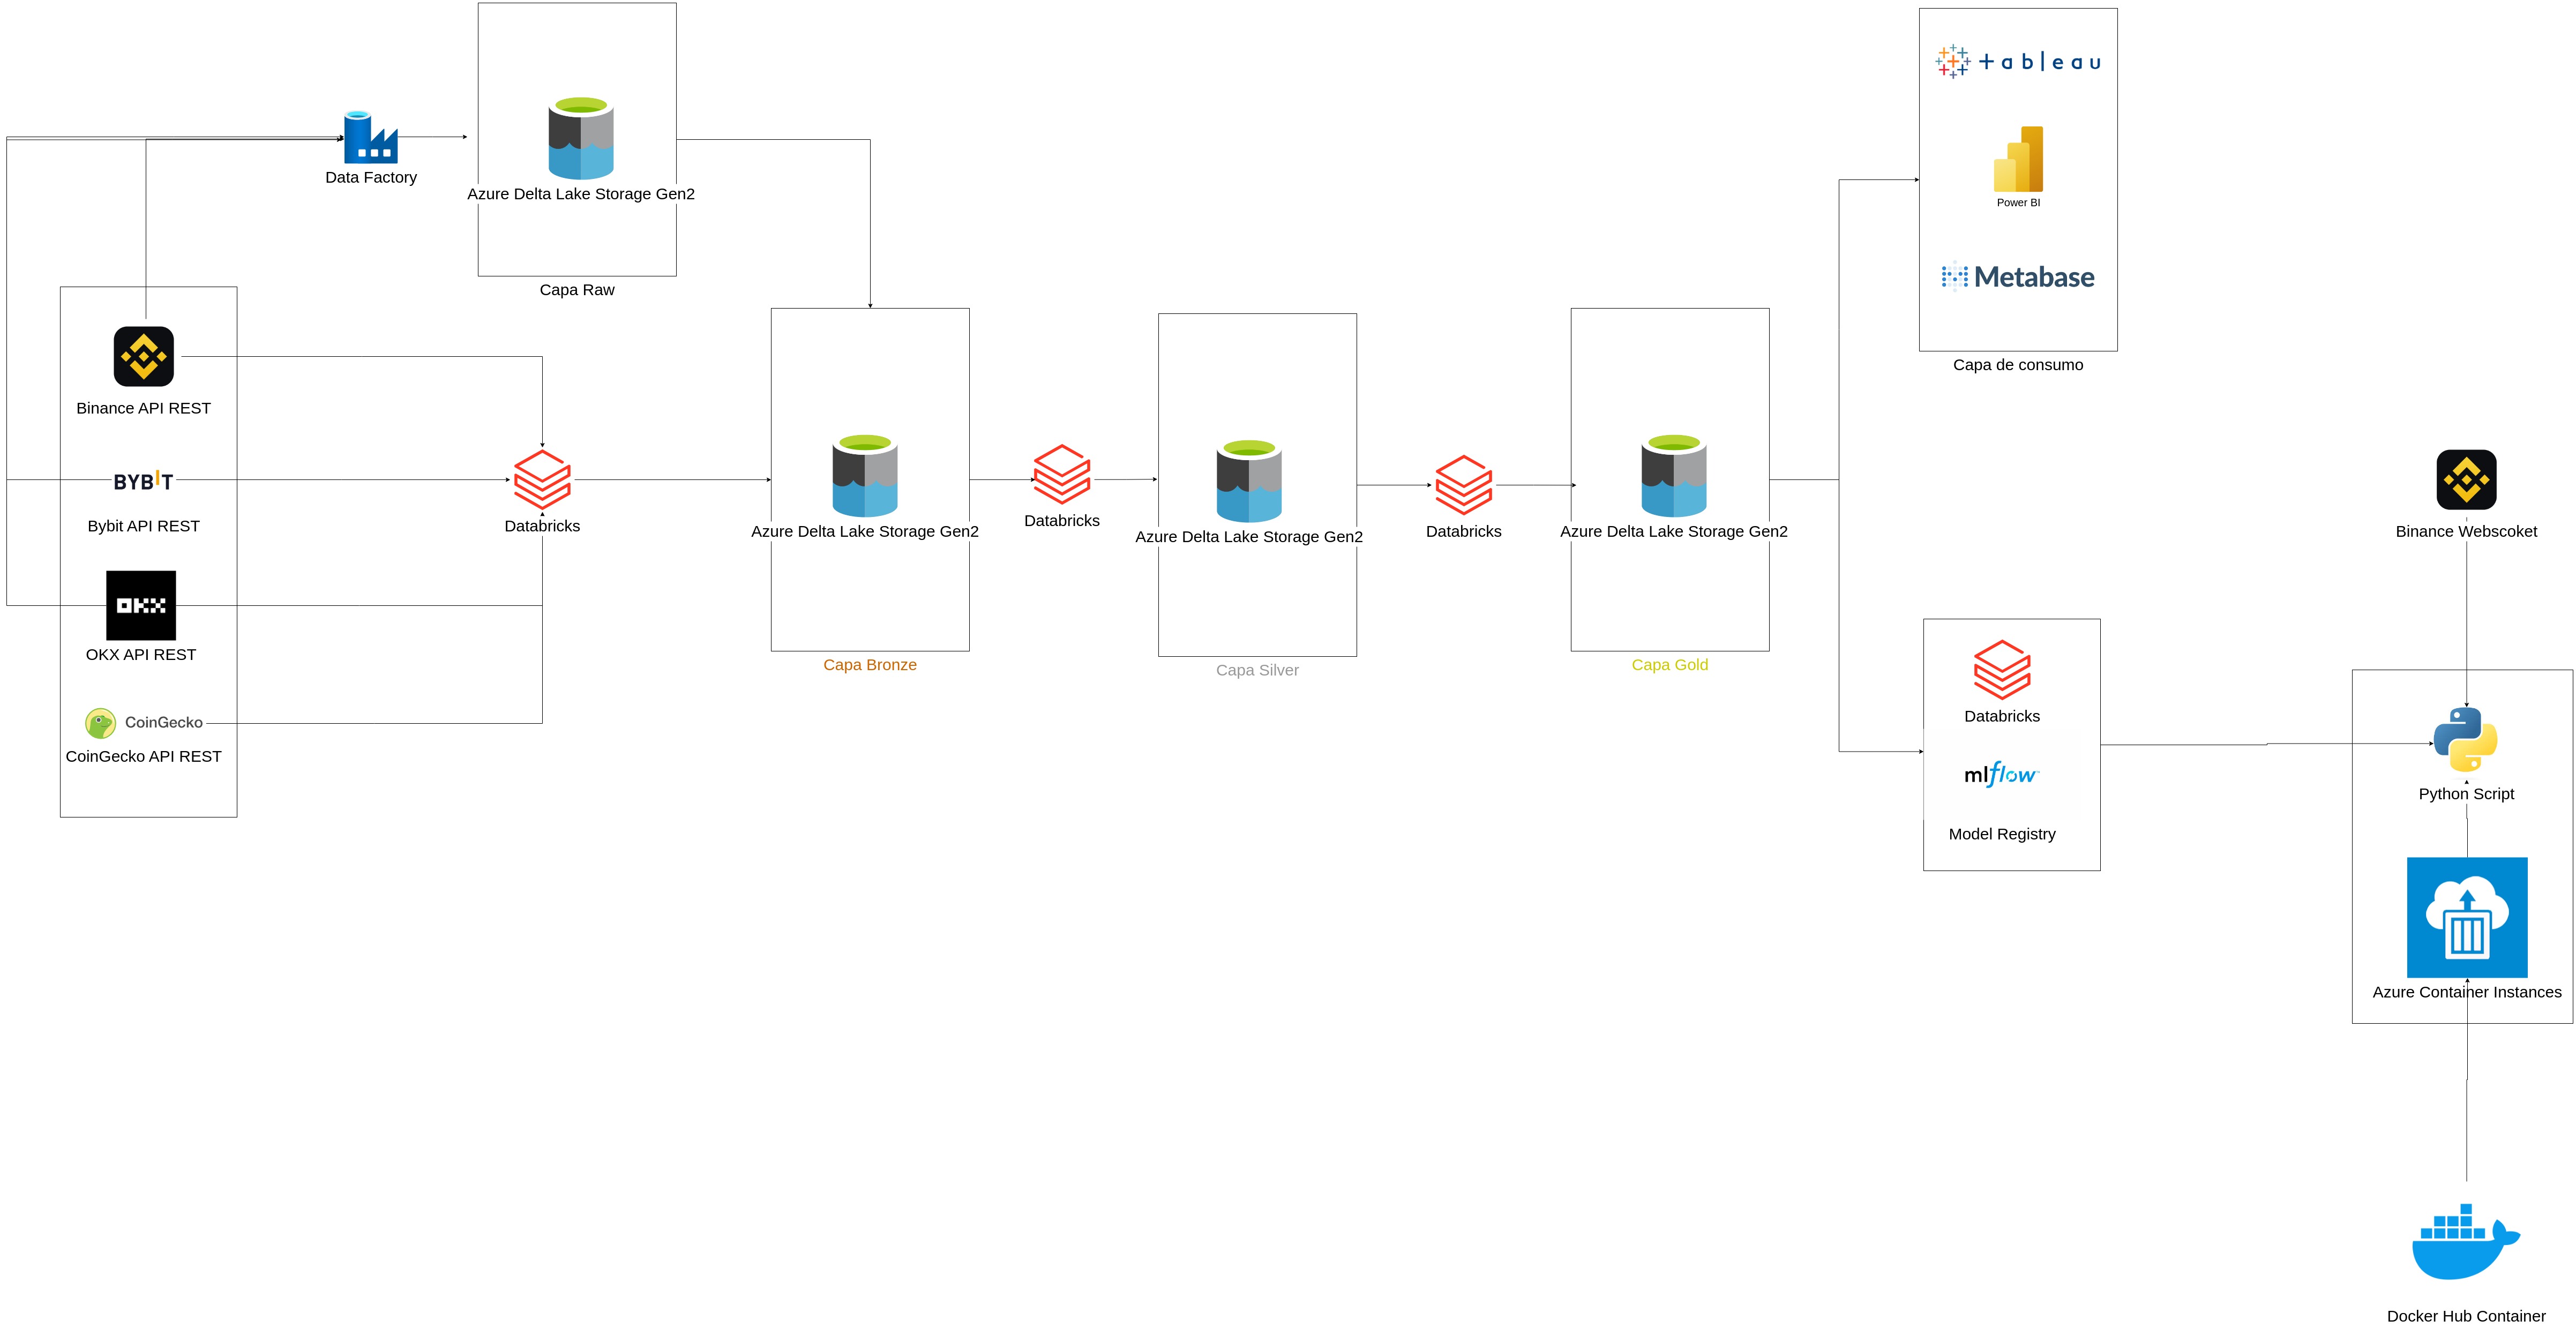 Data Factory
Azure Delta Lake Storage Gen2
Capa Raw
Binance API REST
BYBIT
Bybit API REST
OKX
OKX API REST
CoinGecko
CoinGecko API REST
Databricks
Azure Delta Lake Storage Gen2
Capa Bronze
Databricks
Azure Delta Lake Storage Gen2
Capa Silver
Databricks
Azure Delta Lake Storage Gen2
Capa Gold
+ableau
Power BI
Metabase
Capa de consumo
Databricks
mlflow
Model Registry
Binance Webscoket
Python Script
Azure Container Instances
Docker Hub Container